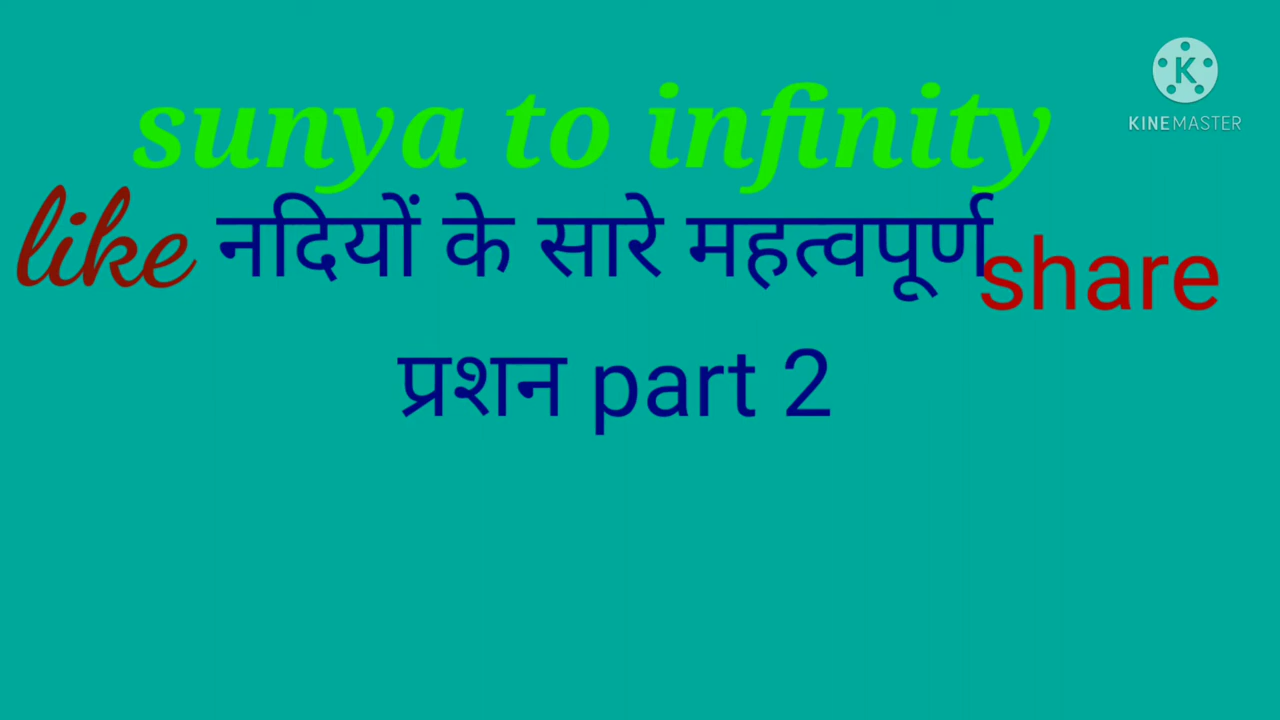 sunya to infinity
like नदियों के सारे महत्वपूर्ण share
प्रशन part 2
KINEMASTER